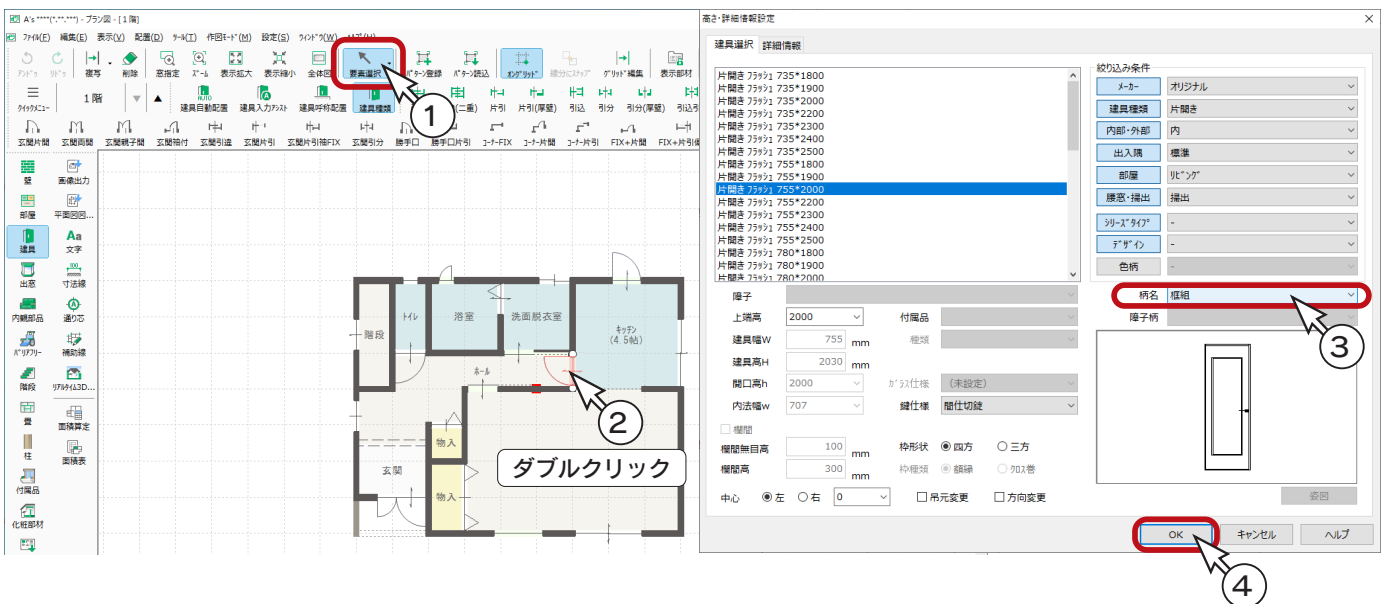 A's ****(*.**.***) - プラン図 - [1 階]
ファイル(F) 編集(E) 表示(V) 配置(D) ツール(T) 作図モード(M) 設定(S) ウィンドウ(W)
アンドゥ リドゥ 複写 削除 窓指定 ズーム 表示拡大 表示縮小 全体図 要素選択 パターン登録 パターン読込 オングリッド 線分にスナップ グリッド編集 表示部材
クイックメニュー 1 階 ▼ ▲ 建具自動配置 建具入力アシスト 建具呼称配置 建具種類 (二重) 片引 片引(厚壁) 引込 引分 引分(厚壁)
玄関片開 玄関両開 玄関親子開 玄関袖付 玄関引違 玄関片引 玄関片引袖FIX 玄関引分 勝手口 勝手口片引 コーナーFIX コーナー片開 コーナー片引 FIX+片開
①
壁 画像出力
部屋 平面図図...
建具 Aa 文字
出窓 寸法線
内観部品 通り芯
バリアフリー 補助線
階段 リアルタイム3D...
畳 面積算定
柱 面積表
付属品
化粧部材
階段
トイレ
浴室
洗面脱衣室
キッチン
(4.5帖)
ホール
物入
玄関
物入
②
ダブルクリック
高さ・詳細情報設定
建具選択 詳細情報
片開き フラッシュ 735*1800
片開き フラッシュ 735*1900
片開き フラッシュ 735*2000
片開き フラッシュ 735*2200
片開き フラッシュ 735*2300
片開き フラッシュ 735*2400
片開き フラッシュ 735*2500
片開き フラッシュ 755*1800
片開き フラッシュ 755*1900
片開き フラッシュ 755*2000
片開き フラッシュ 755*2200
片開き フラッシュ 755*2300
片開き フラッシュ 755*2400
片開き フラッシュ 755*2500
片開き フラッシュ 780*1800
片開き フラッシュ 780*1900
片開き フラッシュ 780*2000
絞り込み条件
メーカー オリジナル
建具種類 片開き
内部・外部 内
出入隅 標準
部屋 リビング
腰窓・掃出 掃出
シリーズタイプ -
デザイン -
色柄 -
柄名 框組
障子柄
③
障子
上端高 2000 付属品
建具幅W 755 mm 種類
建具高H 2030 mm
開口高h 2000 ガラス仕様 (未設定)
内法幅w 707 鍵仕様 間仕切錠
欄間
欄間無目高 100 mm 枠形状 四方 三方
欄間高 300 mm 枠種類 額縁 クロス巻
中心 左 右 0 吊元変更 方向変更
姿図
OK キャンセル ヘルプ
④